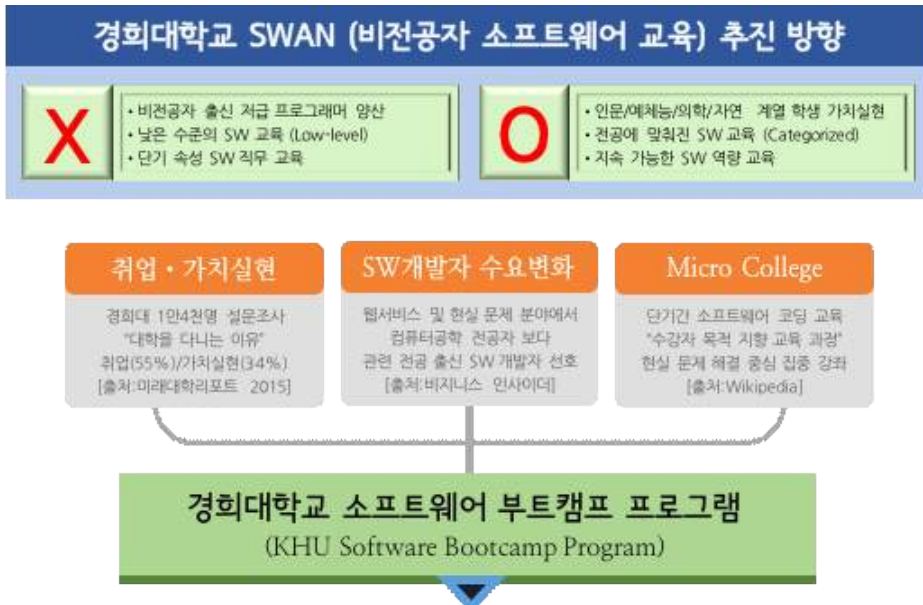 경희대학교 SWAN (비전공자 소프트웨어 교육) 추진 방향
X
• 비전공자 출신 저급 프로그래머 양산
• 낮은 수준의 SW 교육 (Low-level)
• 단기 속성 SW 직무 교육
O
• 인문/예체능/의학/자연 계열 학생 가치실현
• 전공에 맞춰진 SW 교육 (Categorized)
• 지속 가능한 SW 역량 교육
취업・가치실현
경희대 1만4천명 설문조사
"대학을 다니는 이유"
취업(55%)/가치실현(34%)
[출처:미래대학리포트 2015]
SW개발자 수요변화
웹서비스 및 현실 문제 분야에서
컴퓨터공학 전공자 보다
관련 전공 출신 SW 개발자 선호
[출처:비지니스 인사이더]
Micro College
단기간 소프트웨어 코딩 교육
"수강자 목적 지향 교육 과정"
현실 문제 해결 중심 집중 강좌
[출처:Wikipedia]
경희대학교 소프트웨어 부트캠프 프로그램
(KHU Software Bootcamp Program)